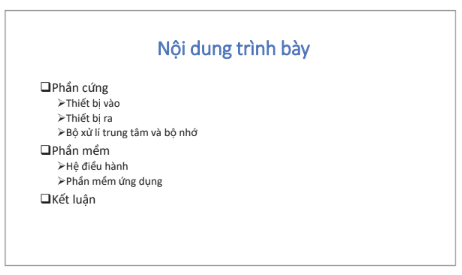 Nội dung trình bày
❑Phần cứng
➢Thiết bị vào
➢Thiết bị ra
➢Bộ xử lí trung tâm và bộ nhớ
❑Phần mềm
➢Hệ điều hành
➢Phần mềm ứng dụng
❑Kết luận